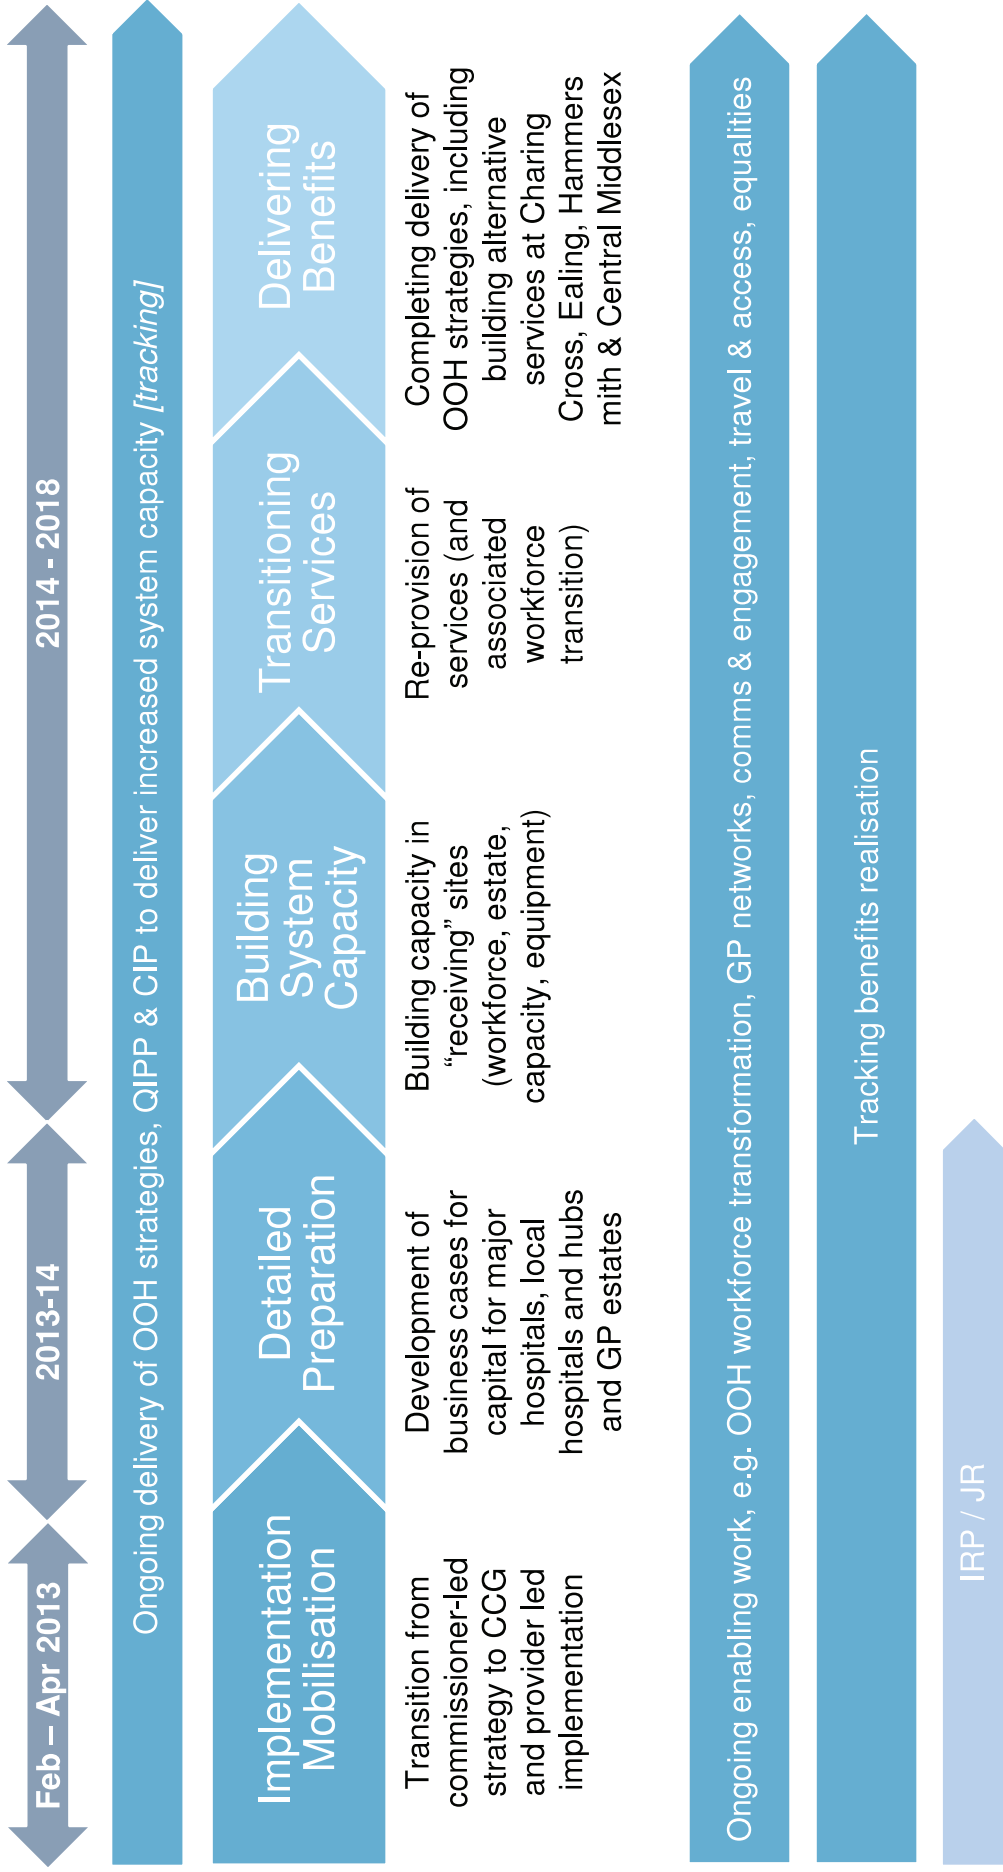 Feb – Apr 2013
2013-14
2014 - 2018
Ongoing delivery of OOH strategies, QIPP & CIP to deliver increased system capacity [tracking]
Implementation
Mobilisation
Detailed
Preparation
Building
System
Capacity
Transitioning
Services
Delivering
Benefits
Transition from
commissioner-led
strategy to CCG
and provider led
implementation
Development of
business cases for
capital for major
hospitals, local
hospitals and hubs
and GP estates
Building capacity in
“receiving” sites
(workforce, estate,
capacity, equipment)
Re-provision of
services (and
associated
workforce
transition)
Completing delivery of
OOH strategies, including
building alternative
services at Charing
Cross, Ealing, Hammers
mith & Central Middlesex
Ongoing enabling work, e.g. OOH workforce transformation, GP networks, comms & engagement, travel & access, equalities
Tracking benefits realisation
IRP / JR